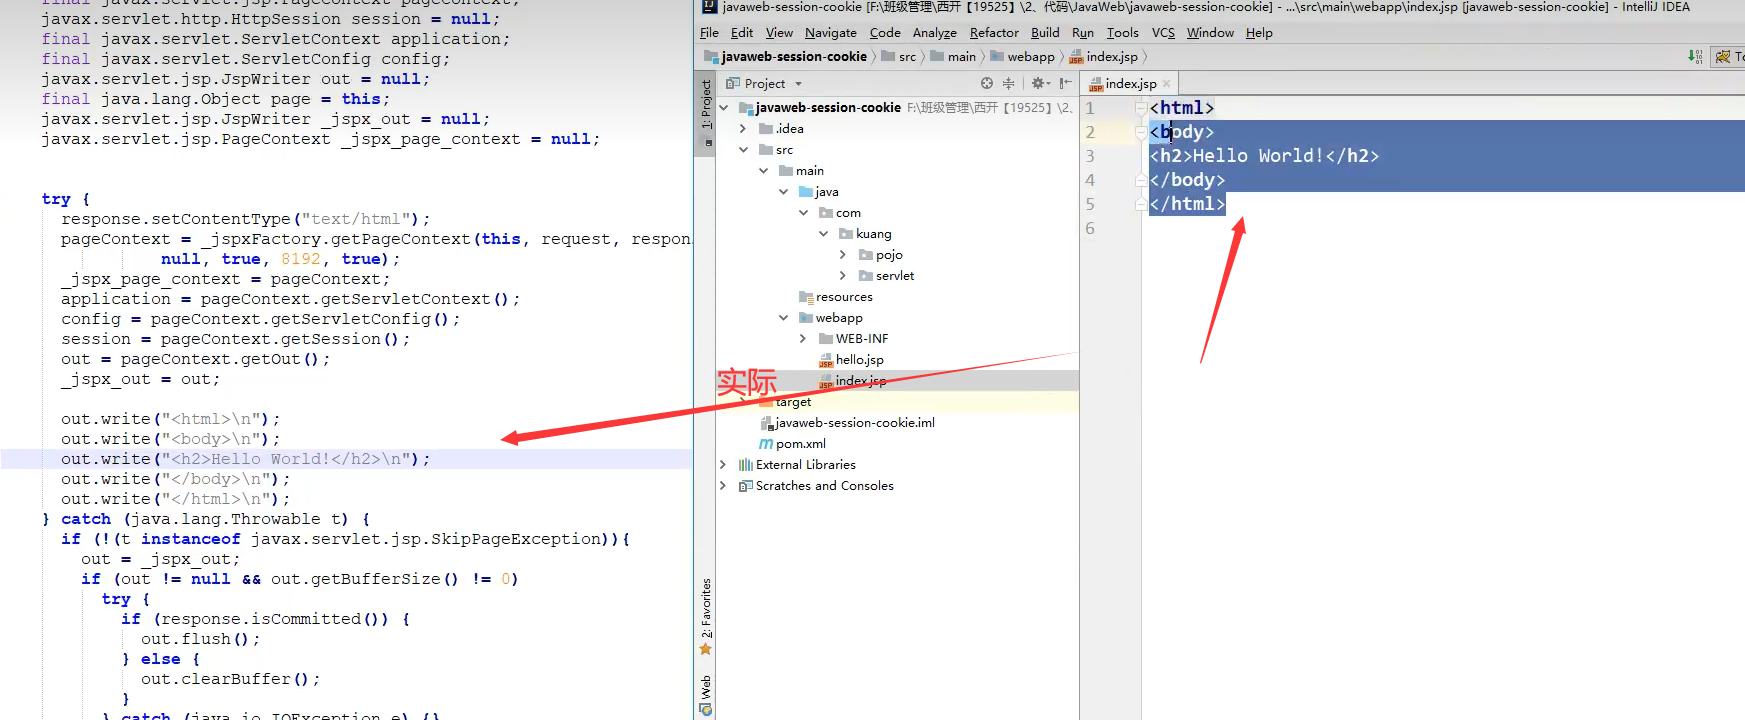 final javax.servlet.jsp.PageContext pageContext;
javax.servlet.http.HttpSession session = null;
final javax.servlet.ServletContext application;
final javax.servlet.ServletConfig config;
javax.servlet.jsp.JspWriter out = null;
final java.lang.Object page = this;
javax.servlet.jsp.JspWriter _jspx_out = null;
javax.servlet.jsp.PageContext _jspx_page_context = null;
try {
response.setContentType("text/html");
pageContext = _jspxFactory.getPageContext(this, request, respon
null, true, 8192, true);
_jspx_page_context = pageContext;
application = pageContext.getServletContext();
config = pageContext.getServletConfig();
session = pageContext.getSession();
out = pageContext.getOut();
_jspx_out = out;
out.write("<html>\n");
out.write("<body>\n");
out.write("<h2>Hello World!</h2>\n");
out.write("</body>\n");
out.write("</html>\n");
} catch (java.lang.Throwable t) {
if (!(t instanceof javax.servlet.jsp.SkipPageException)){
out = _jspx_out;
if (out != null && out.getBufferSize() != 0)
try {
if (response.isCommitted()) {
out.flush();
} else {
out.clearBuffer();
}
} catch (java.io.IOException e) {}
javaweb-session-cookie [F:\班级管理\西开【19525】\2、代码\JavaWeb\javaweb-session-cookie] - ...\src\main\webapp\index.jsp [javaweb-session-cookie] - IntelliJ IDEA
File Edit View Navigate Code Analyze Refactor Build Run Tools VCS Window Help
javaweb-session-cookie src main webapp index.jsp
To
1: Project
2: Favorites
Web
Project
javaweb-session-cookie F:\班级管理\西开【19525】\2、
.idea
src
main
java
com
kuang
pojo
servlet
resources
webapp
WEB-INF
hello.jsp
index.jsp
实际
target
javaweb-session-cookie.iml
pom.xml
External Libraries
Scratches and Consoles
index.jsp
1 <html>
2 <body>
3 <h2>Hello World!</h2>
4 </body>
5 </html>
6